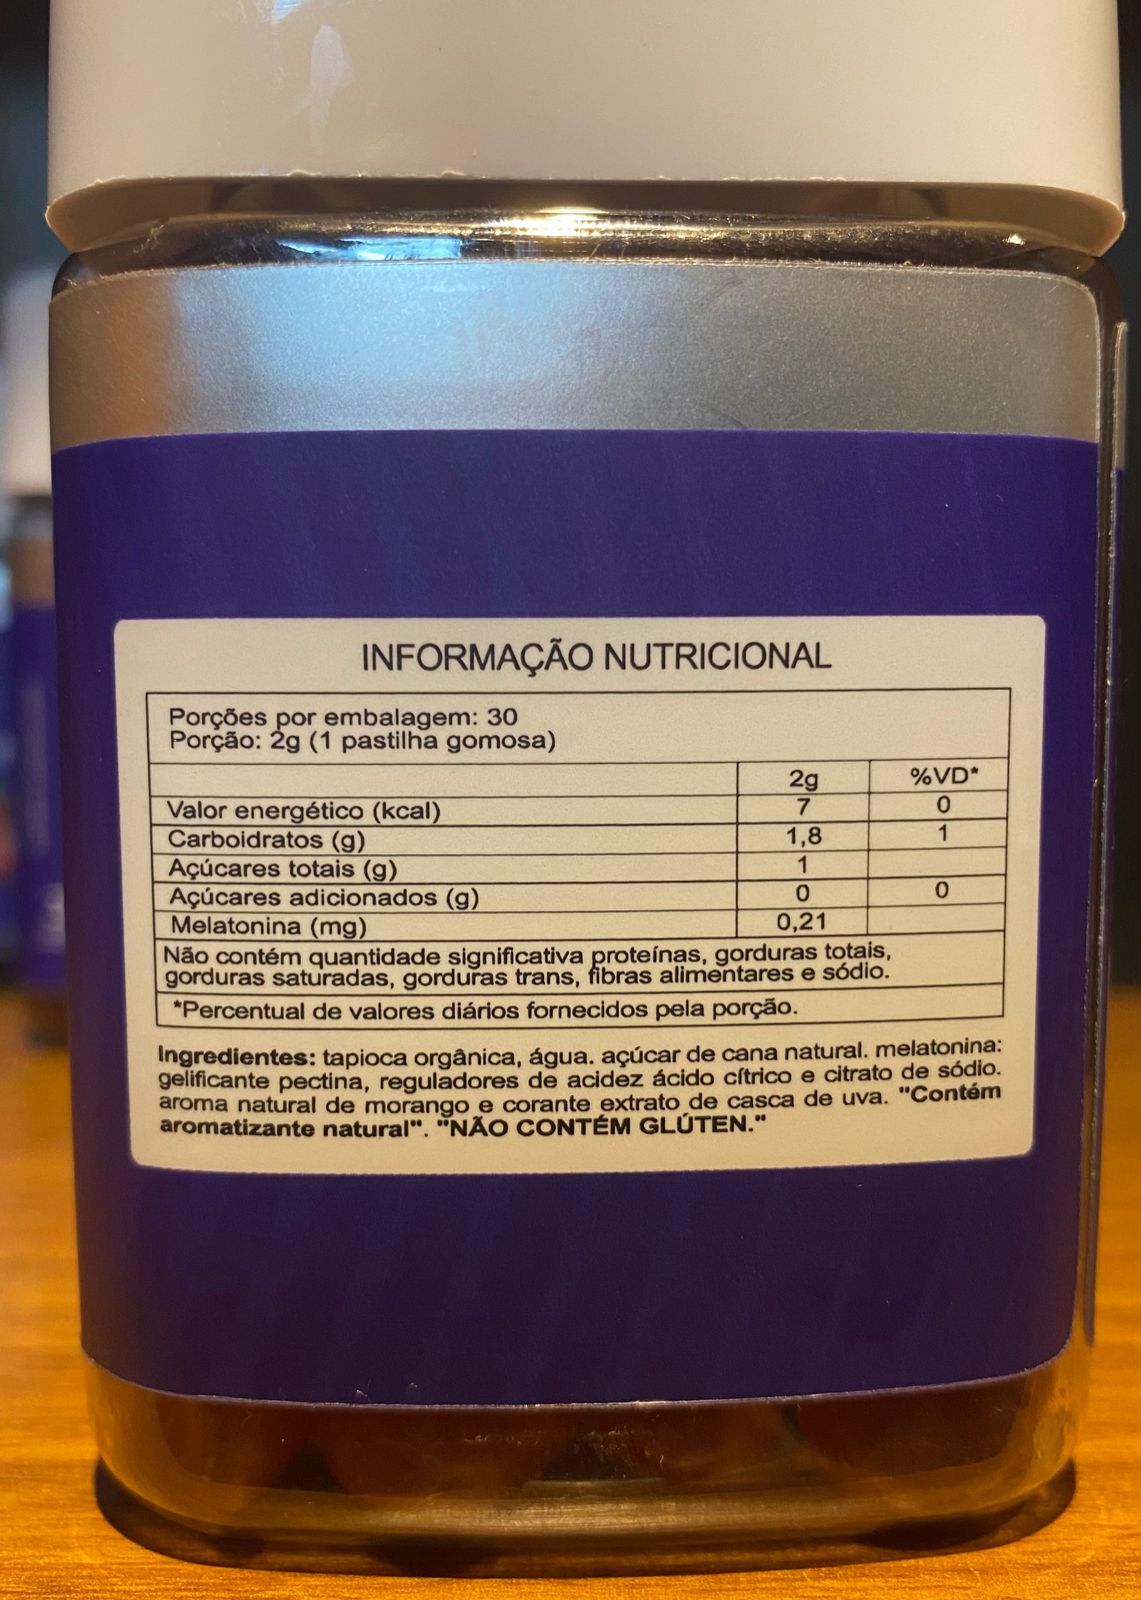 INFORMAÇÃO NUTRICIONAL
Porções por embalagem: 30
Porção: 2g (1 pastilha gomosa)
2g %VD*
Valor energético (kcal) 7 0
Carboidratos (g) 1,8 1
Açúcares totais (g) 1
Açúcares adicionados (g) 0 0
Melatonina (mg) 0,21
Não contém quantidade significativa proteínas, gorduras totais,
gorduras saturadas, gorduras trans, fibras alimentares e sódio.
*Percentual de valores diários fornecidos pela porção.
Ingredientes: tapioca orgânica, água. açúcar de cana natural. melatonina:
gelificante pectina, reguladores de acidez ácido cítrico e citrato de sódio.
aroma natural de morango e corante extrato de casca de uva. "Contém
aromatizante natural". "NÃO CONTÉM GLÚTEN."